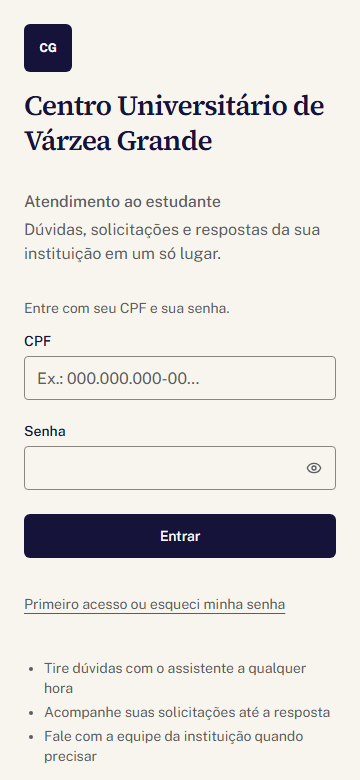 CG
Centro Universitário de
Várzea Grande
Atendimento ao estudante
Dúvidas, solicitações e respostas da sua
instituição em um só lugar.
Entre com seu CPF e sua senha.
CPF
Ex.: 000.000.000-00...
Senha
Entrar
Primeiro acesso ou esqueci minha senha
• Tire dúvidas com o assistente a qualquer
hora
• Acompanhe suas solicitações até a resposta
• Fale com a equipe da instituição quando
precisar